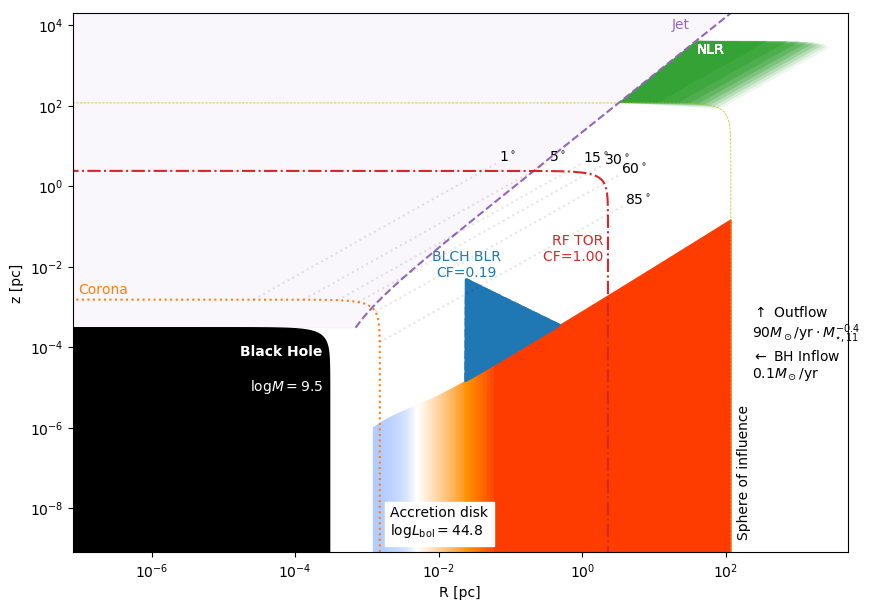 Jet
NLR
1° 5° 15° 30°
60°
85°
RF TOR
CF=1.00
BLCH BLR
CF=0.19
Corona
Black Hole
logM = 9.5
↑ Outflow
90M☉/yr · M⋆,11^−0.4
← BH Inflow
0.1M☉/yr
Sphere of influence
Accretion disk
logLbol = 44.8
z [pc]
10^4
10^2
10^0
10^−2
10^−4
10^−6
10^−8
10^−6 10^−4 10^−2 10^0 10^2
R [pc]